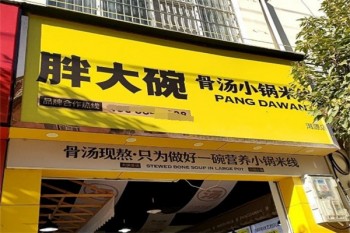 胖大碗 骨汤小锅米线
PANG DAWAN
品牌合作热线
骨汤现熬·只为做好一碗营养小锅米线
STEWED BONE SOUP IN LARGE POT